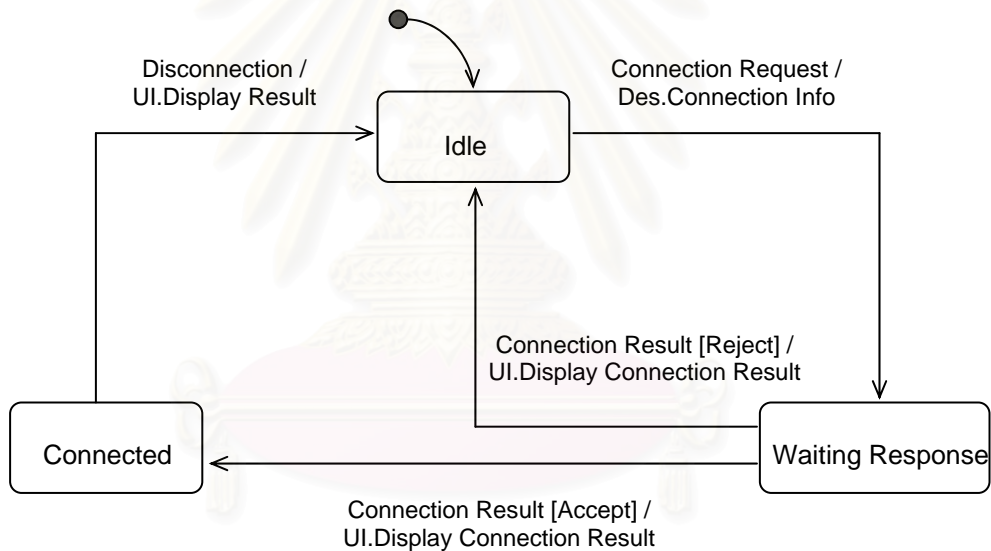 Disconnection /
UI.Display Result
Connection Request /
Des.Connection Info
Idle
Connection Result [Reject] /
UI.Display Connection Result
Connected
Waiting Response
Connection Result [Accept] /
UI.Display Connection Result